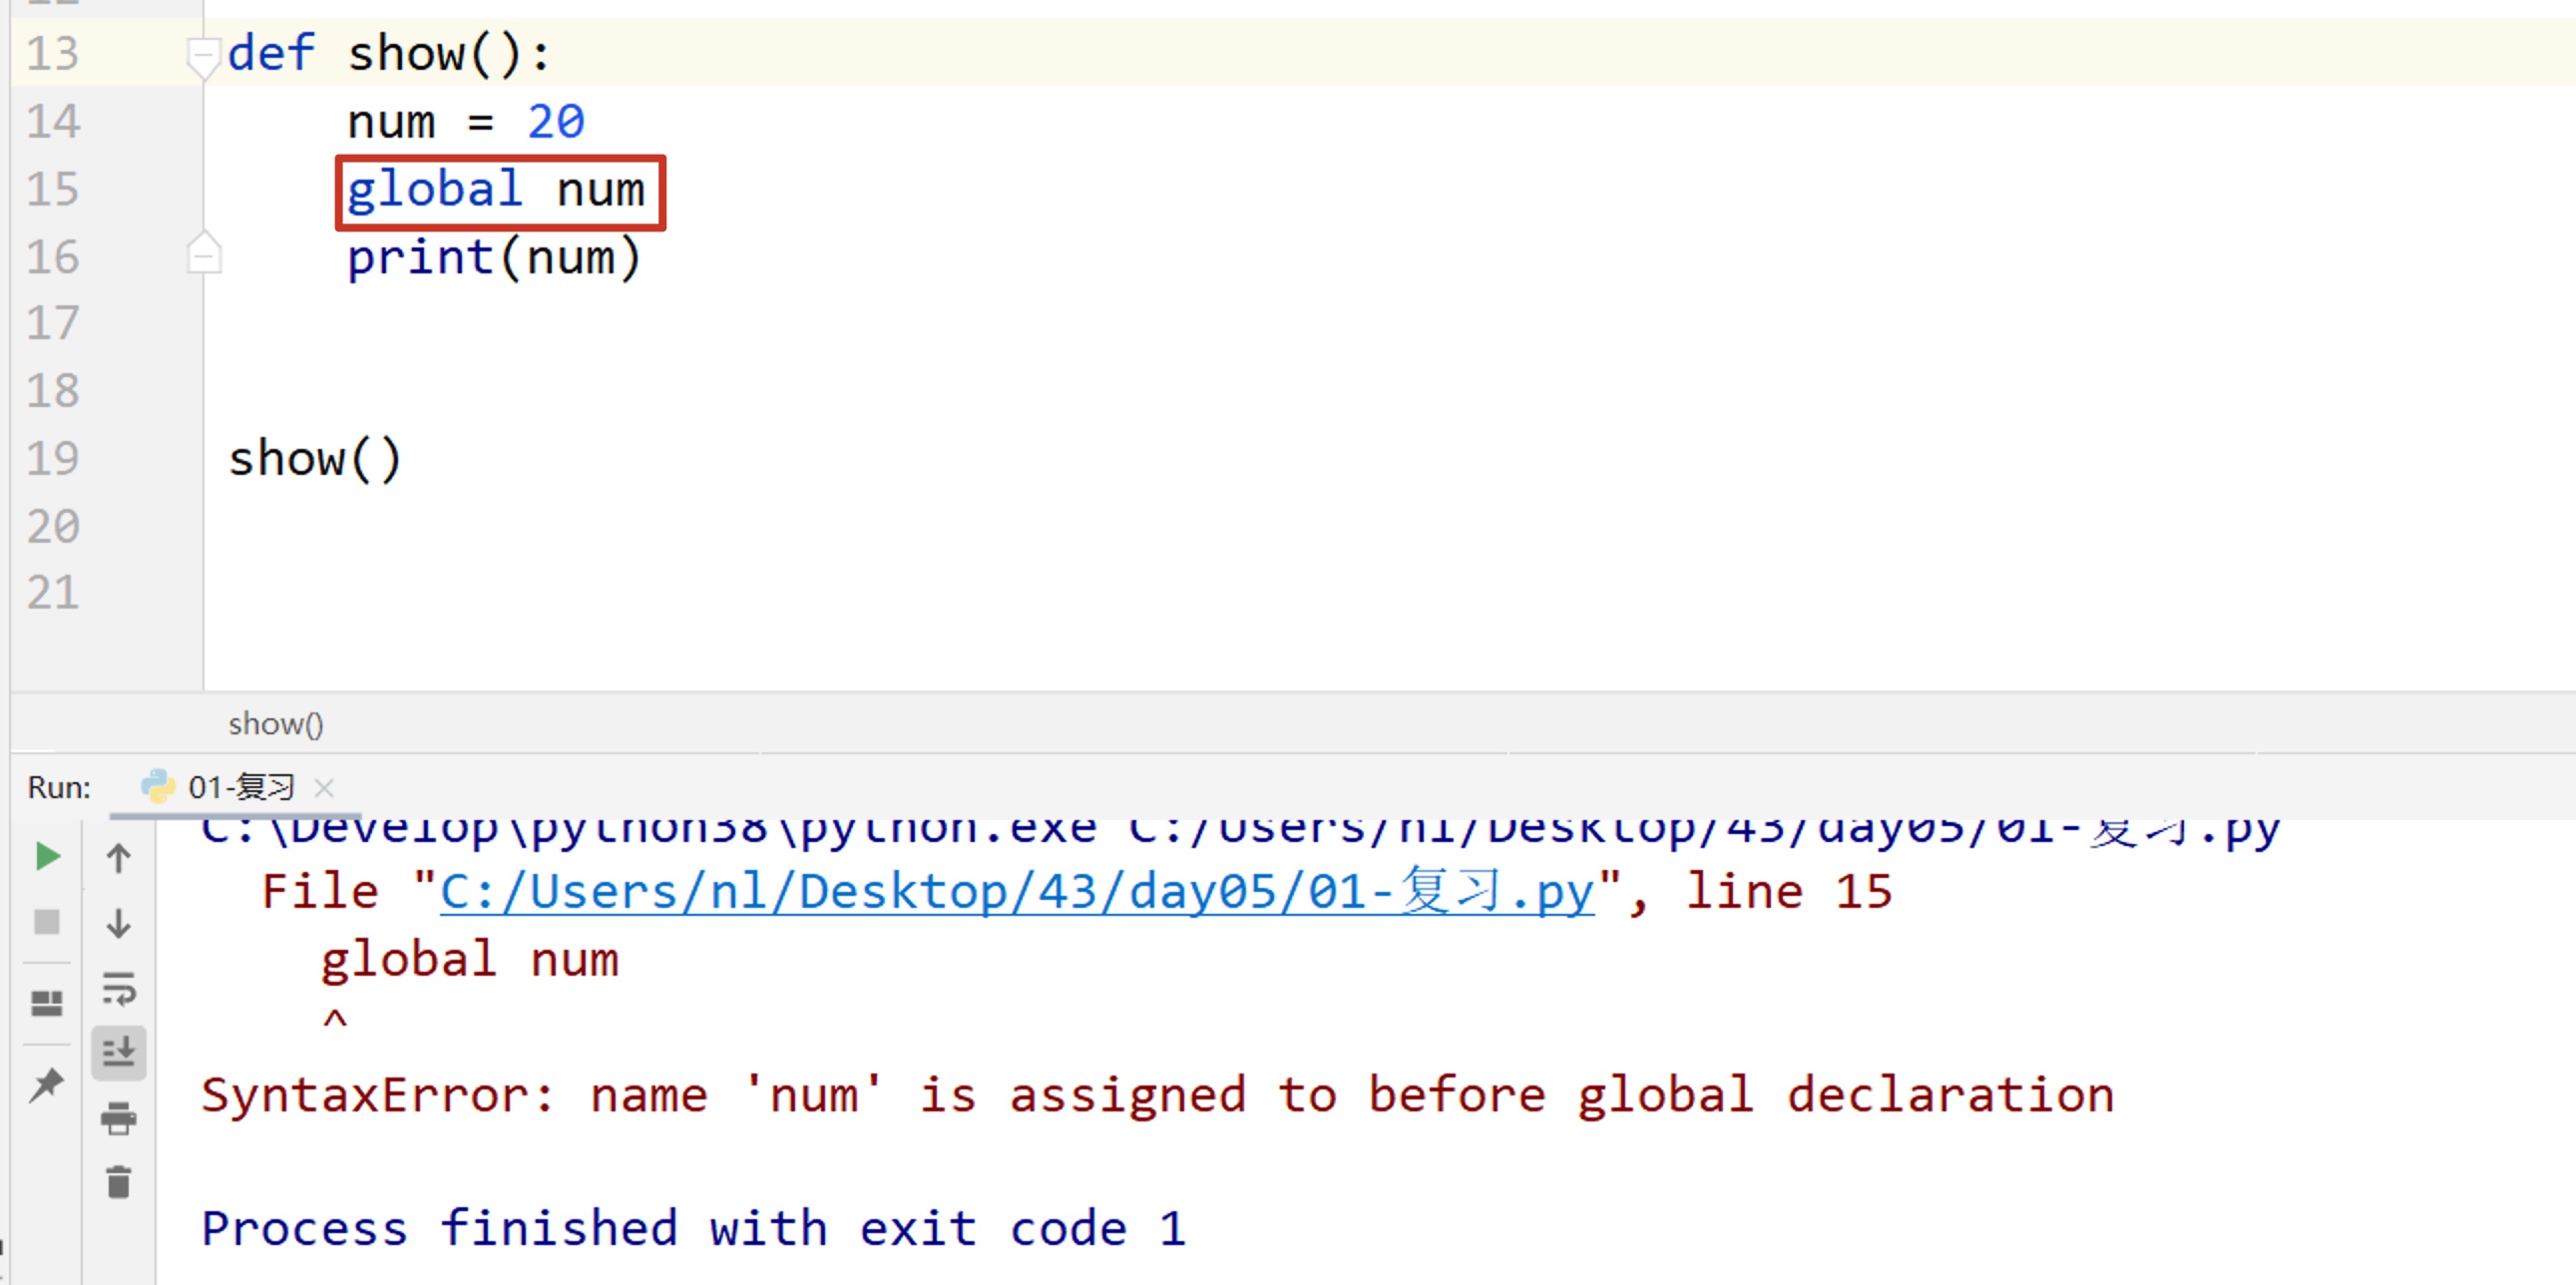 12
13 def show():
14     num = 20
15     global num
16     print(num)
17
18
19 show()
20
21
show()
Run: 01-复习
C:\Develop\python38\python.exe C:/Users/nl/Desktop/43/day05/01-复习.py
  File "C:/Users/nl/Desktop/43/day05/01-复习.py", line 15
    global num
    ^
SyntaxError: name 'num' is assigned to before global declaration
Process finished with exit code 1